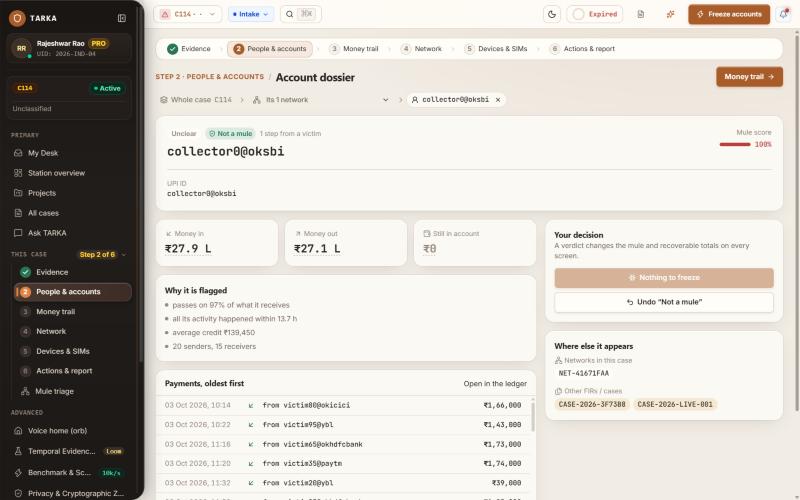 TARKA
RR
Rajeshwar Rao PRO
UID: 2026-IND-04
C114
Active
Unclassified
PRIMARY
My Desk
Station overview
Projects
All cases
Ask TARKA
THIS CASE
Step 2 of 6
Evidence
2 People & accounts
3 Money trail
4 Network
5 Devices & SIMs
6 Actions & report
Mule triage
ADVANCED
Voice home (orb)
Temporal Evidenc... Loom
Benchmark & Sc... 10k/s
Privacy & Cryptographic Z...
C114 · ·
Intake
⌘K
Expired
Freeze accounts
Evidence
2 People & accounts
3 Money trail
4 Network
5 Devices & SIMs
6 Actions & report
STEP 2 · PEOPLE & ACCOUNTS / Account dossier
Money trail →
Whole case C114 > Its 1 network > collector0@oksbi ×
Unclear Not a mule 1 step from a victim
Mule score
collector0@oksbi
100%
UPI ID
collector0@oksbi
Money in
₹27.9 L
Money out
₹27.1 L
Still in account
₹0
Why it is flagged
passes on 97% of what it receives
all its activity happened within 13.7 h
average credit ₹139,450
20 senders, 15 receivers
Payments, oldest first
Open in the ledger
03 Oct 2026, 10:14 from victim80@okicici ₹1,66,000
03 Oct 2026, 10:22 from victim95@ybl ₹1,43,000
03 Oct 2026, 11:16 from victim65@okhdfcbank ₹1,73,000
03 Oct 2026, 11:20 from victim35@paytm ₹1,74,000
03 Oct 2026, 11:32 from victim20@ybl ₹39,000
Your decision
A verdict changes the mule and recoverable totals on every
screen.
Nothing to freeze
Undo “Not a mule”
Where else it appears
Networks in this case
NET-41671FAA
Other FIRs / cases
CASE-2026-3F73B8 CASE-2026-LIVE-001